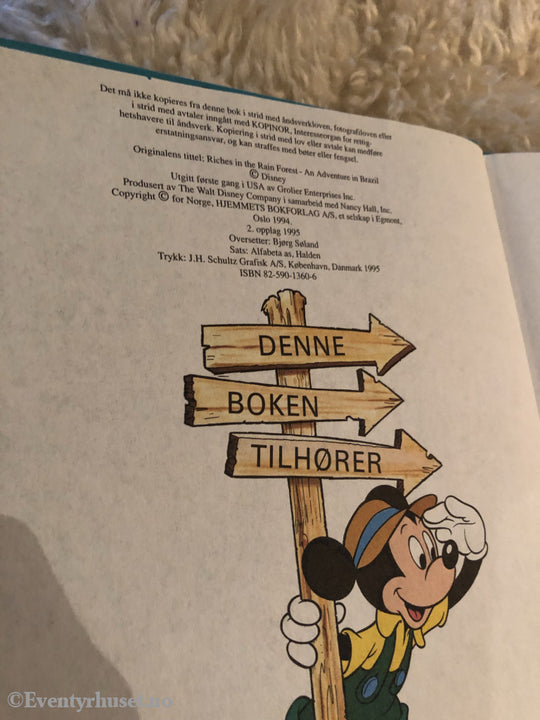 Det må ikke kopieres fra denne bok i strid med åndsverkloven, fotografdoven eller
i strid med avtaler inngått med KOPINOR, Interesseorgan for rettig-
hetshavere til åndsverk. Kopiering i strid med lov eller avtale kan medføre
erstatningsansvar, og kan straffes med bøter eller fengsel.
Originalens tittel: Riches in the Rain Forest - An Adventure in Brazil
© Disney
Utgitt første gang i USA av Grolier Enterprises Inc.
Produsert av The Walt Disney Company i samarbeid med Nancy Hall, Inc.
Copyright © for Norge, HJEMMETS BOKFORLAG A/S, et selskap i Egmont,
Oslo 1994.
2. opplag 1995
Oversetter: Bjørg Søland
Sats: Alfabeta as, Halden
Trykk: J.H. Schultz Grafisk A/S, København, Danmark 1995
ISBN 82-590-1360-6
DENNE
BOKEN
TILHØRER
©Eventyrhuset.no